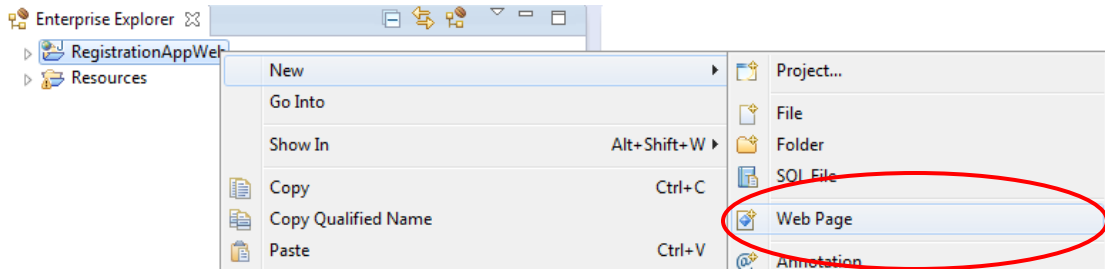 Enterprise Explorer
RegistrationAppWeb
Resources
New
Go Into
Show In Alt+Shift+W
Copy Ctrl+C
Copy Qualified Name
Paste Ctrl+V
Project...
File
Folder
SQL File
Web Page
Annotation